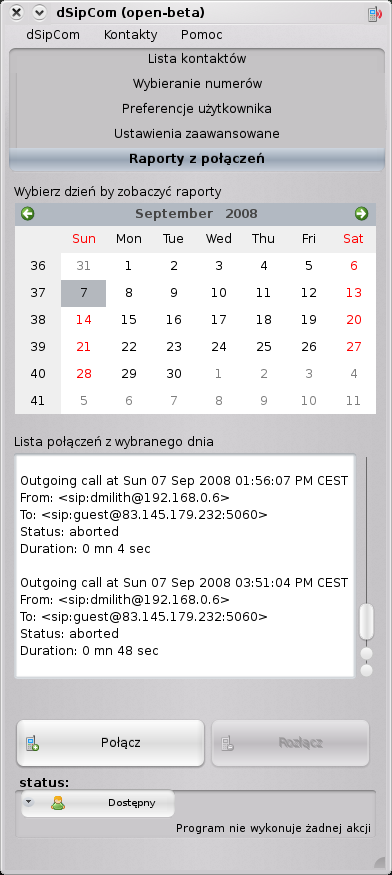 dSipCom (open-beta)
dSipCom Kontakty Pomoc
Lista kontaktów
Wybieranie numerów
Preferencje użytkownika
Ustawienia zaawansowane
Raporty z połączeń
Wybierz dzień by zobaczyć raporty
September 2008
Sun Mon Tue Wed Thu Fri Sat
36 31 1 2 3 4 5 6
37 7 8 9 10 11 12 13
38 14 15 16 17 18 19 20
39 21 22 23 24 25 26 27
40 28 29 30 1 2 3 4
41 5 6 7 8 9 10 11
Lista połączeń z wybranego dnia
Outgoing call at Sun 07 Sep 2008 01:56:07 PM CEST
From: <sip:dmilith@192.168.0.6>
To: <sip:guest@83.145.179.232:5060>
Status: aborted
Duration: 0 mn 4 sec
Outgoing call at Sun 07 Sep 2008 03:51:04 PM CEST
From: <sip:dmilith@192.168.0.6>
To: <sip:guest@83.145.179.232:5060>
Status: aborted
Duration: 0 mn 48 sec
Połącz Rozłącz
status:
Dostępny
Program nie wykonuje żadnej akcji